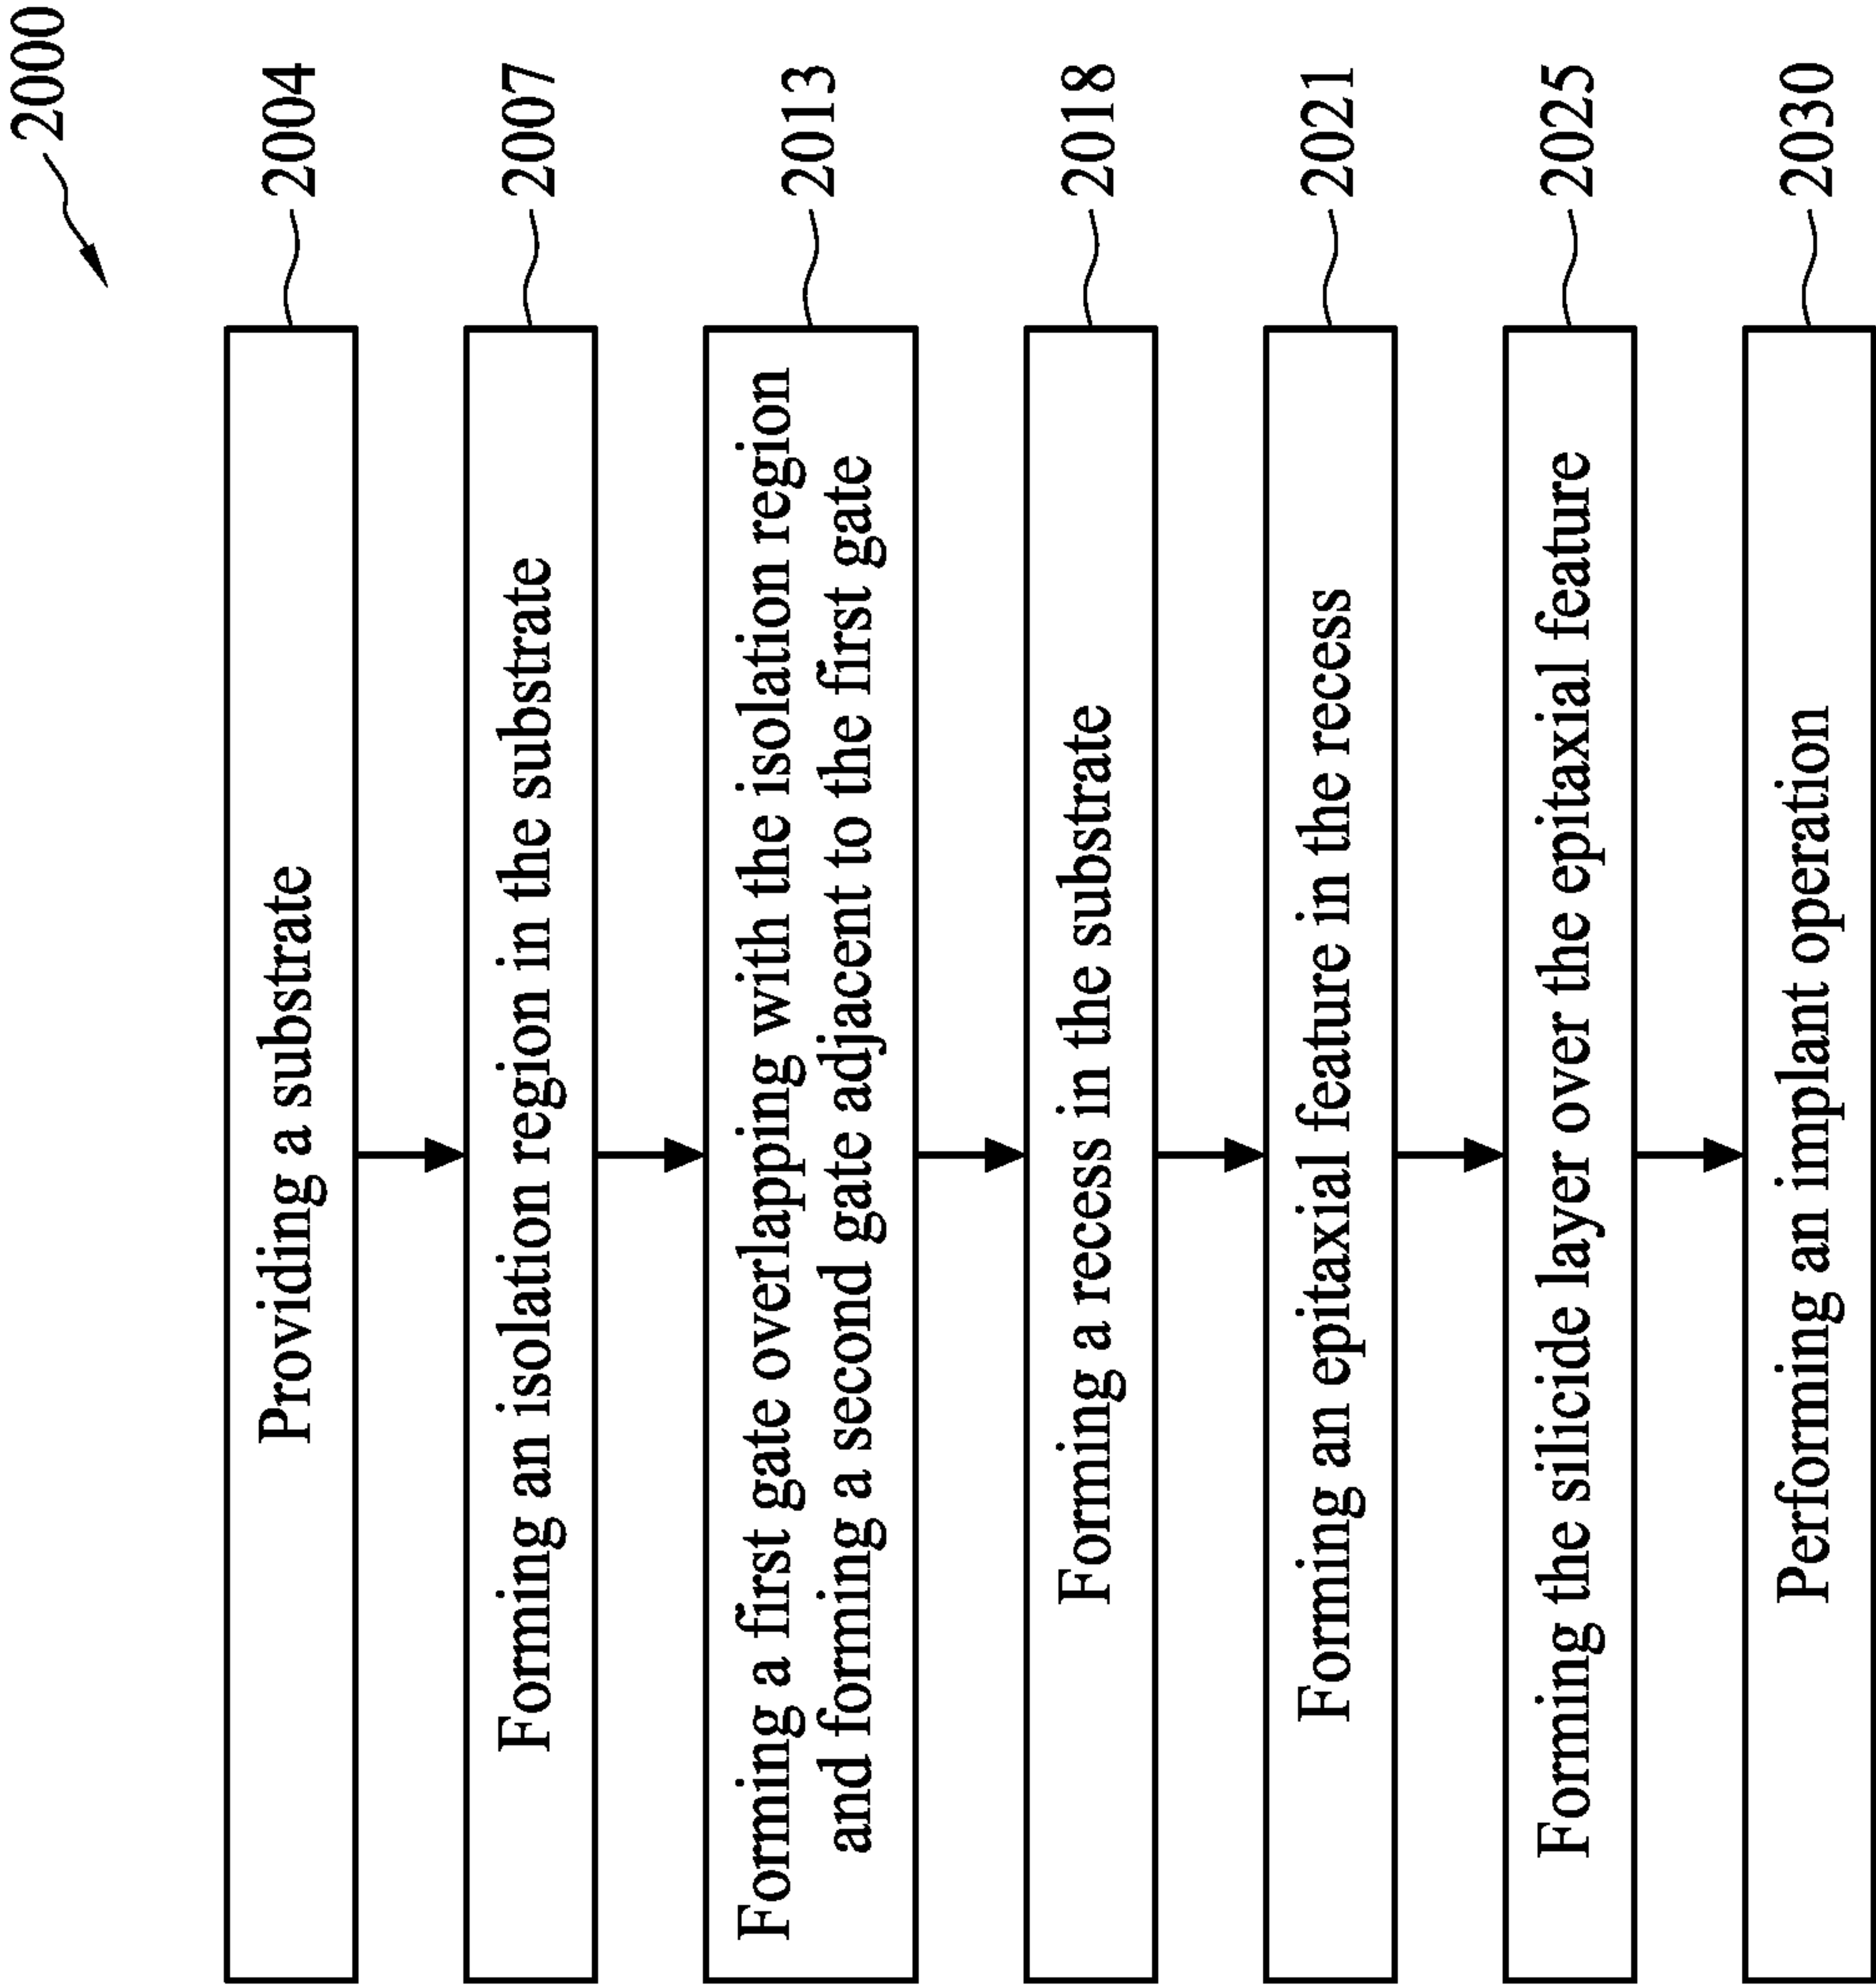 2000
Providing a substrate
2004
Forming an isolation region in the substrate
2007
Forming a first gate overlapping with the isolation region
and forming a second gate adjacent to the first gate
2013
Forming a recess in the substrate
2018
Forming an epitaxial feature in the recess
2021
Forming the silicide layer over the epitaxial feature
2025
Performing an implant operation
2030